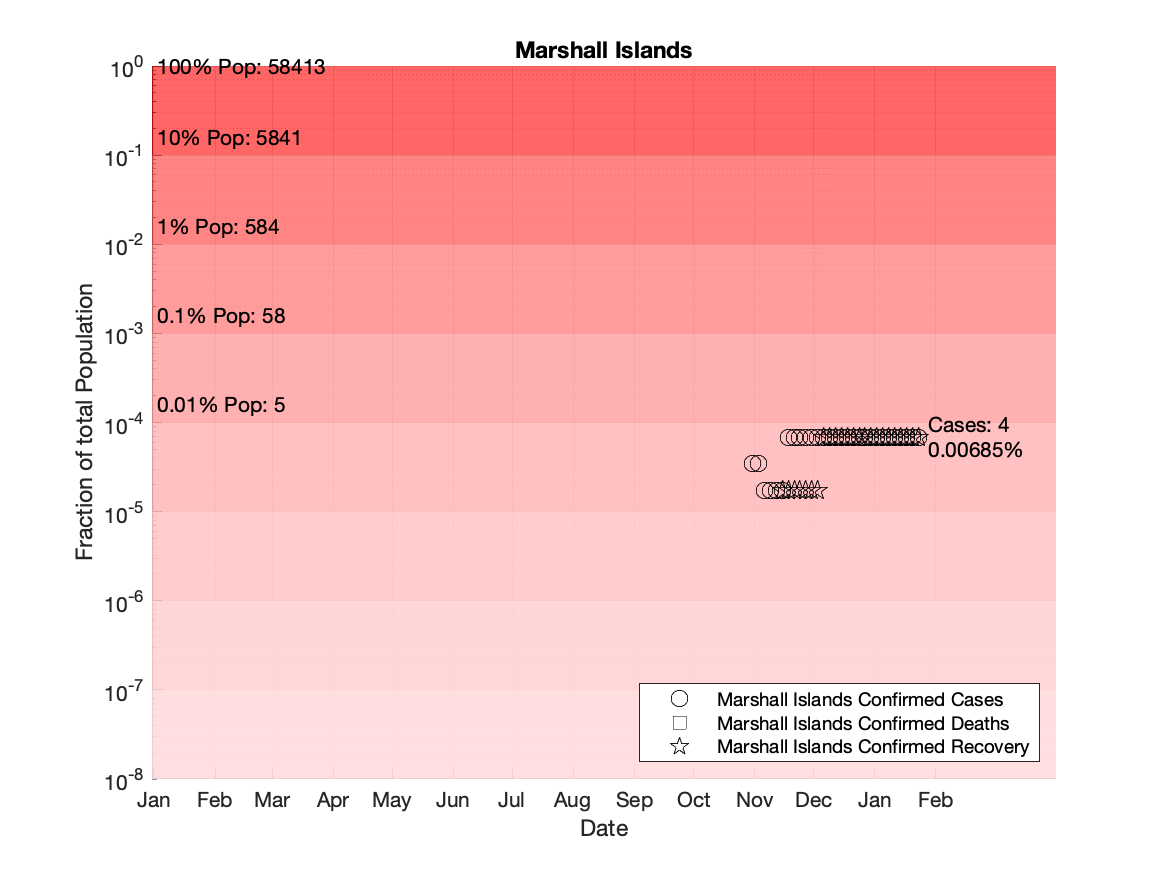 Marshall Islands
10^0
100% Pop: 58413
10% Pop: 5841
10^-1
1% Pop: 584
10^-2
0.1% Pop: 58
10^-3
0.01% Pop: 5
10^-4
Cases: 4
0.00685%
10^-5
10^-6
10^-7
10^-8
Fraction of total Population
Marshall Islands Confirmed Cases
Marshall Islands Confirmed Deaths
Marshall Islands Confirmed Recovery
Jan Feb Mar Apr May Jun Jul Aug Sep Oct Nov Dec Jan Feb
Date